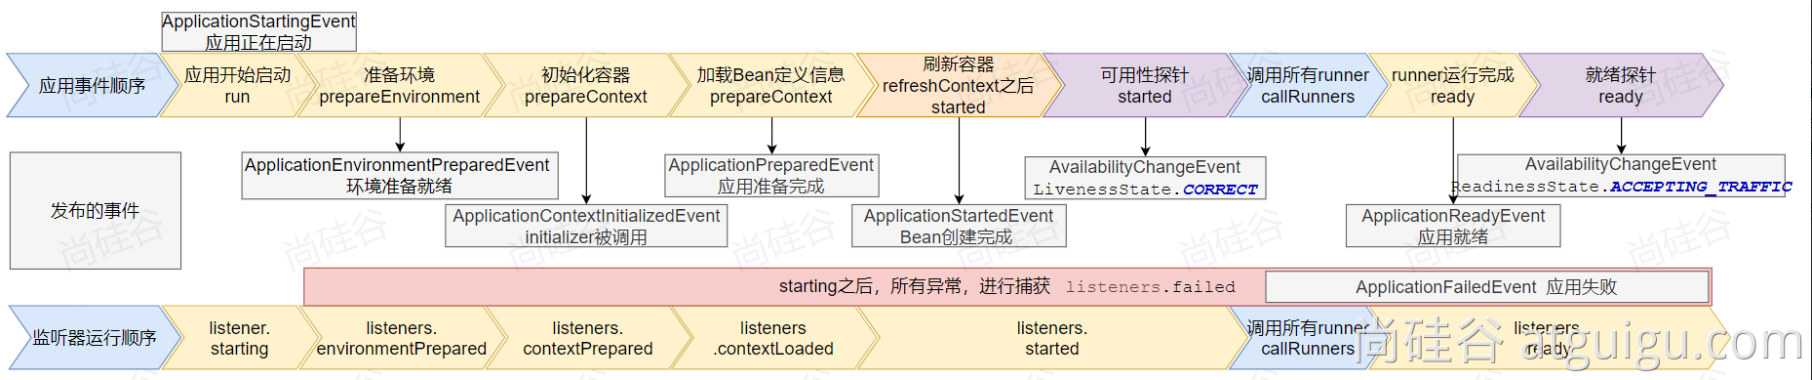 ApplicationStartingEvent
应用正在启动
应用事件顺序
应用开始启动
run
准备环境
prepareEnvironment
初始化容器
prepareContext
加载Bean定义信息
prepareContext
刷新容器
refreshContext之后
started
可用性探针
started
调用所有runner
callRunners
runner运行完成
ready
就绪探针
ready
发布的事件
ApplicationEnvironmentPreparedEvent
环境准备就绪
ApplicationContextInitializedEvent
initializer被调用
ApplicationPreparedEvent
应用准备完成
ApplicationStartedEvent
Bean创建完成
AvailabilityChangeEvent
LivenessState.CORRECT
ApplicationReadyEvent
应用就绪
AvailabilityChangeEvent
ReadinessState.ACCEPTING_TRAFFIC
starting之后，所有异常，进行捕获 listeners.failed
ApplicationFailedEvent 应用失败
监听器运行顺序
listener.
starting
listeners.
environmentPrepared
listeners.
contextPrepared
listeners
.contextLoaded
listeners.
started
调用所有runner
callRunners
listeners.
ready
尚硅谷 atguigu.com